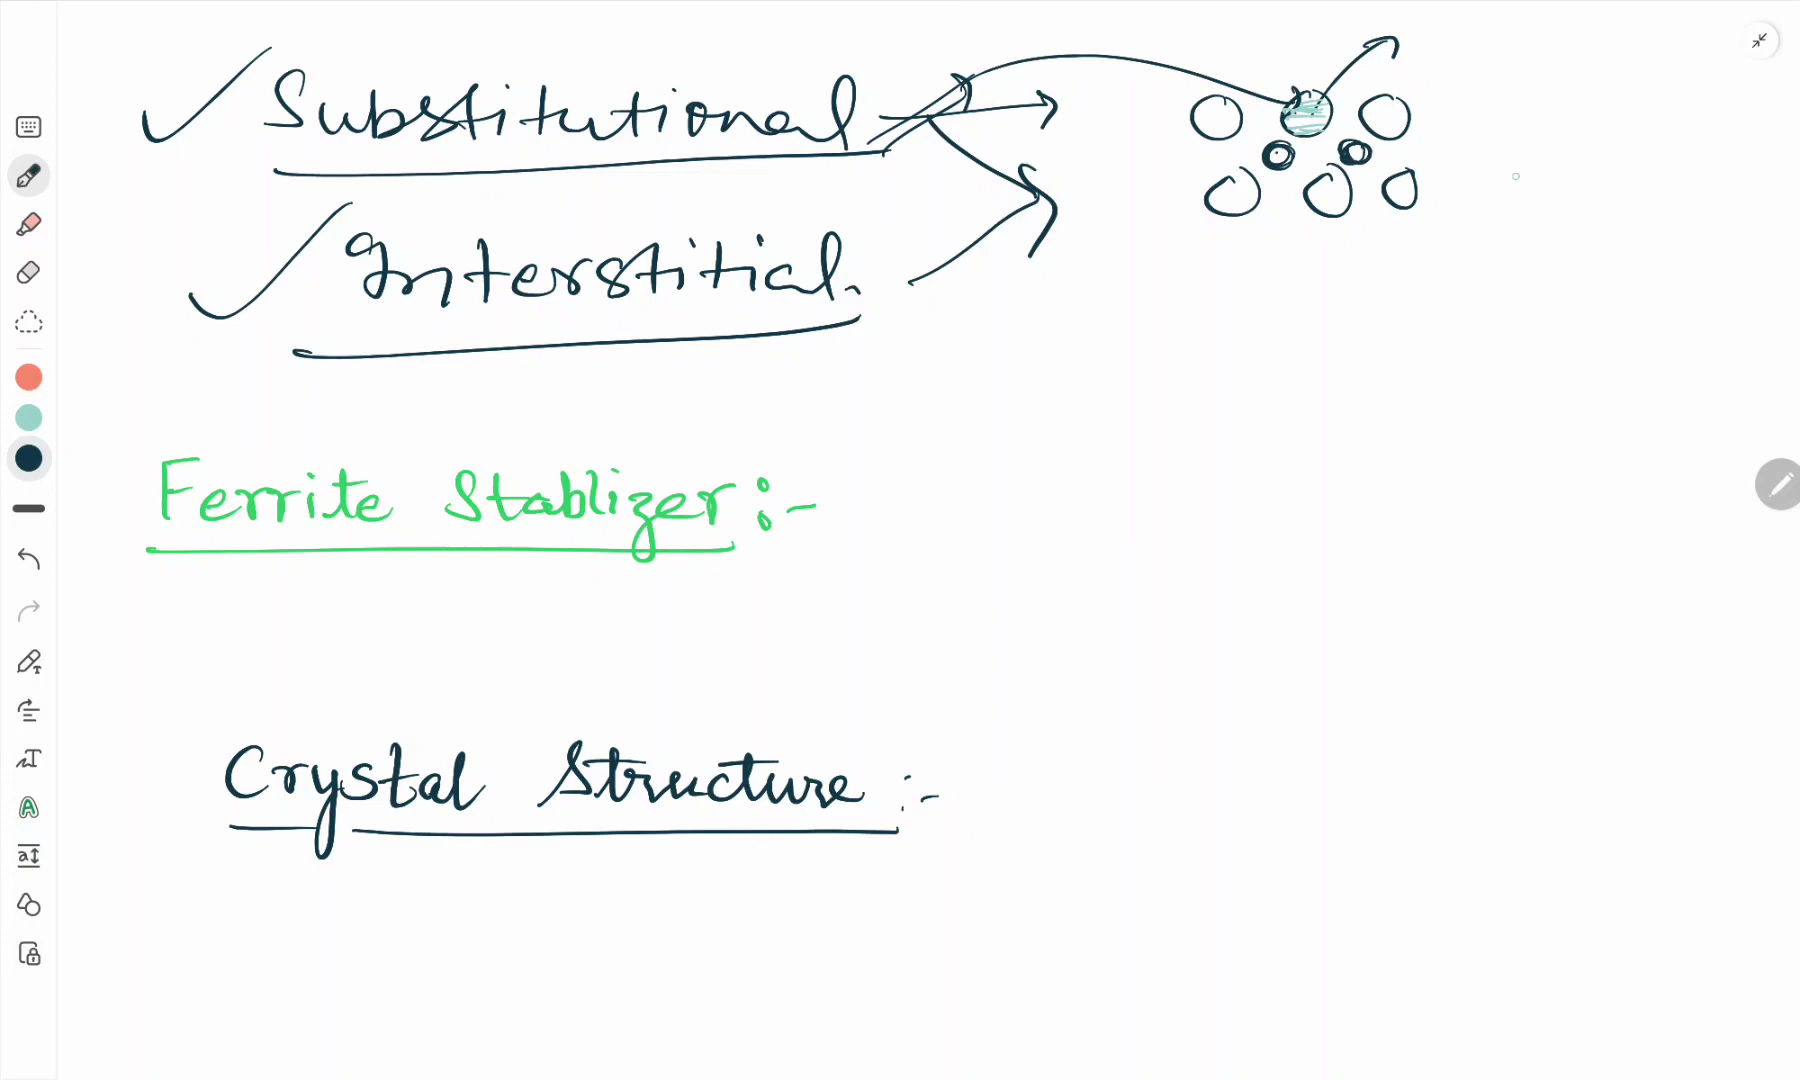 Substitutional
Interstitial.
Ferrite Stablizer:-
Crystal Structure:-